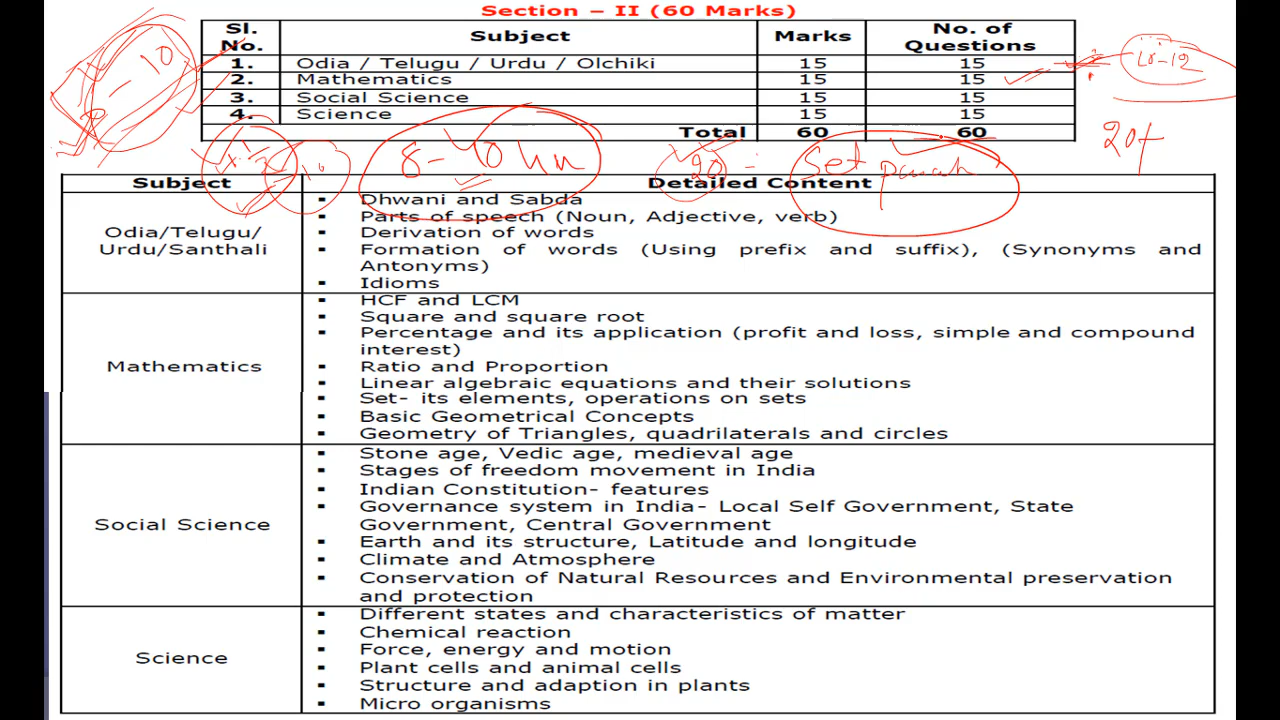 Section – II (60 Marks)
Sl. No. Subject Marks No. of Questions
1. Odia / Telugu / Urdu / Olchiki 15 15
2. Mathematics 15 15
3. Social Science 15 15
4. Science 15 15
Total 60 60
10
20+
8-40
20
Set
Subject Detailed Content
Odia/Telugu/
Urdu/Santhali
▪ Dhwani and Sabda
▪ Parts of speech (Noun, Adjective, verb)
▪ Derivation of words
▪ Formation of words (Using prefix and suffix), (Synonyms and
Antonyms)
▪ Idioms
Mathematics
▪ HCF and LCM
▪ Square and square root
▪ Percentage and its application (profit and loss, simple and compound
interest)
▪ Ratio and Proportion
▪ Linear algebraic equations and their solutions
▪ Set- its elements, operations on sets
▪ Basic Geometrical Concepts
▪ Geometry of Triangles, quadrilaterals and circles
Social Science
▪ Stone age, Vedic age, medieval age
▪ Stages of freedom movement in India
▪ Indian Constitution- features
▪ Governance system in India- Local Self Government, State
Government, Central Government
▪ Earth and its structure, Latitude and longitude
▪ Climate and Atmosphere
▪ Conservation of Natural Resources and Environmental preservation
and protection
Science
▪ Different states and characteristics of matter
▪ Chemical reaction
▪ Force, energy and motion
▪ Plant cells and animal cells
▪ Structure and adaption in plants
▪ Micro organisms